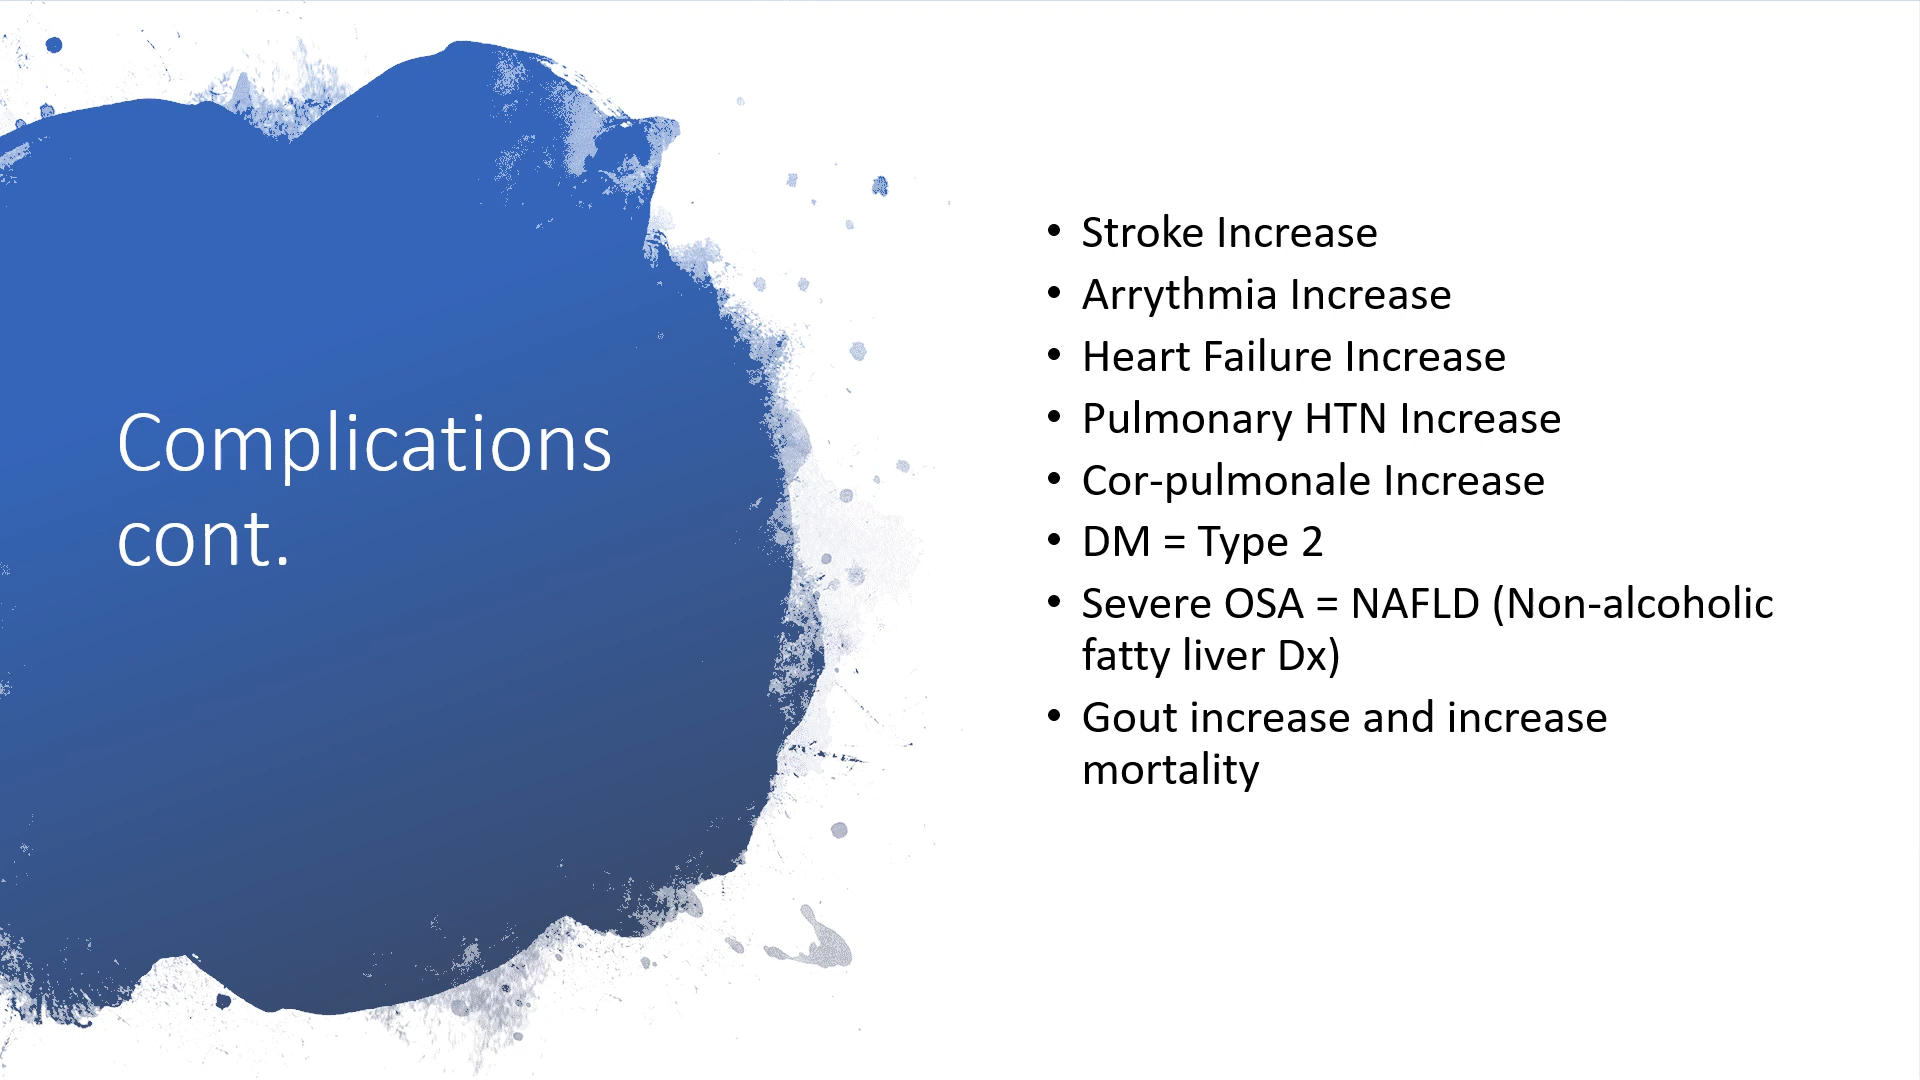 Complications
cont.
• Stroke Increase
• Arrythmia Increase
• Heart Failure Increase
• Pulmonary HTN Increase
• Cor-pulmonale Increase
• DM = Type 2
• Severe OSA = NAFLD (Non-alcoholic
fatty liver Dx)
• Gout increase and increase
mortality